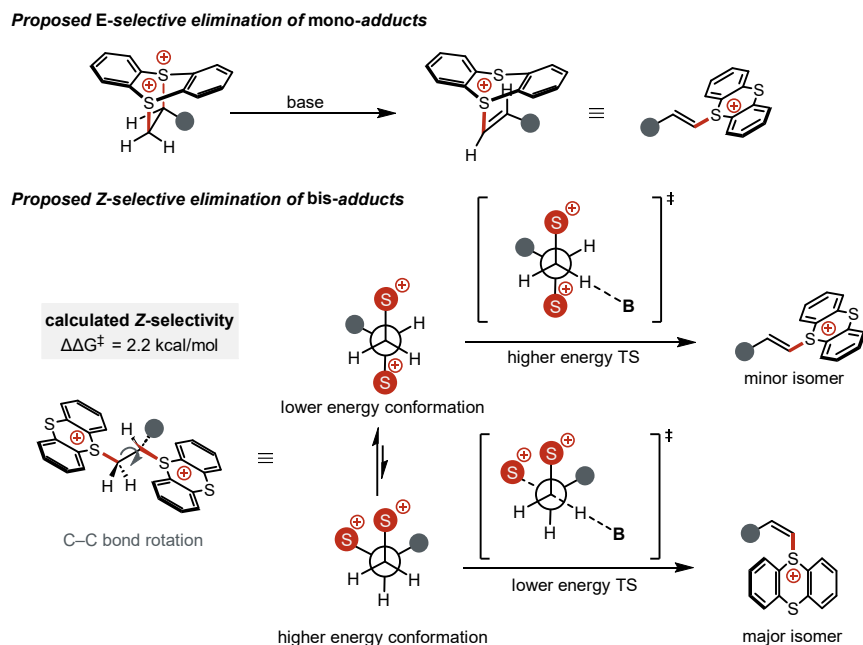 Proposed E-selective elimination of mono-adducts
S
S
H
H
H
base
S
S
H
H
≡
S
S
Proposed Z-selective elimination of bis-adducts
calculated Z-selectivity
ΔΔG‡ = 2.2 kcal/mol
S
S
H
H
H
S
S
C–C bond rotation
≡
S
H
H
H
S
lower energy conformation
S
S
H
H
H
higher energy conformation
S
H
H
H
S
B
‡
higher energy TS
S
S
minor isomer
S
S
H
H
H
B
‡
lower energy TS
S
S
major isomer